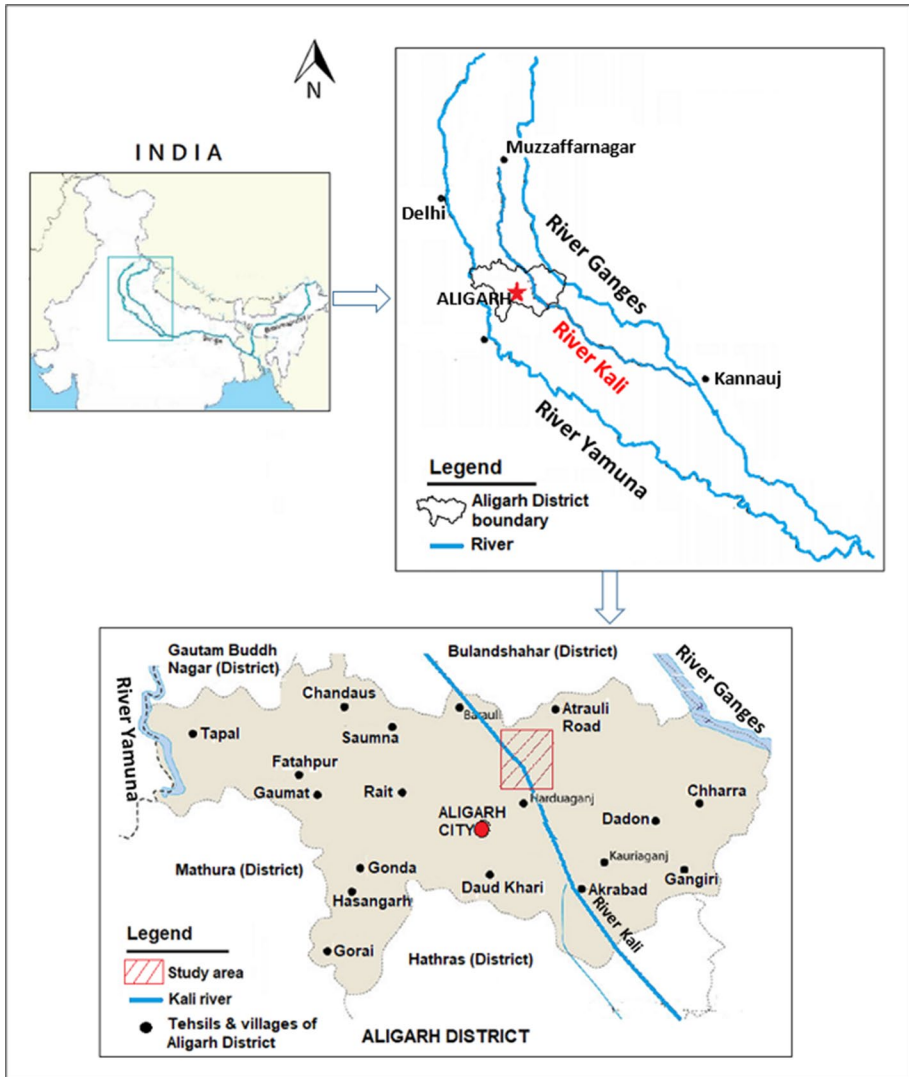 N
INDIA
Ganga
Muzzaffarnagar
Delhi
River Ganges
ALIGARH
River Kali
Kannauj
River Yamuna
Legend
Aligarh District
boundary
River
Gautam Buddh
Nagar (District)
Bulandshahar (District)
River Ganges
River Yamuna
Chandaus
Barauli
Atrauli
Road
Tapal
Saumna
Fatahpur
Gaumat
Rait
Harduaganj
Chharra
ALIGARH
CITY
Dadon
Mathura (District)
Gonda
Kauriaganj
Daud Khari
Gangiri
Hasangarh
Akrabad
River Kali
Gorai
Hathras (District)
Legend
Study area
Kali river
Tehsils & villages of
Aligarh District
ALIGARH DISTRICT